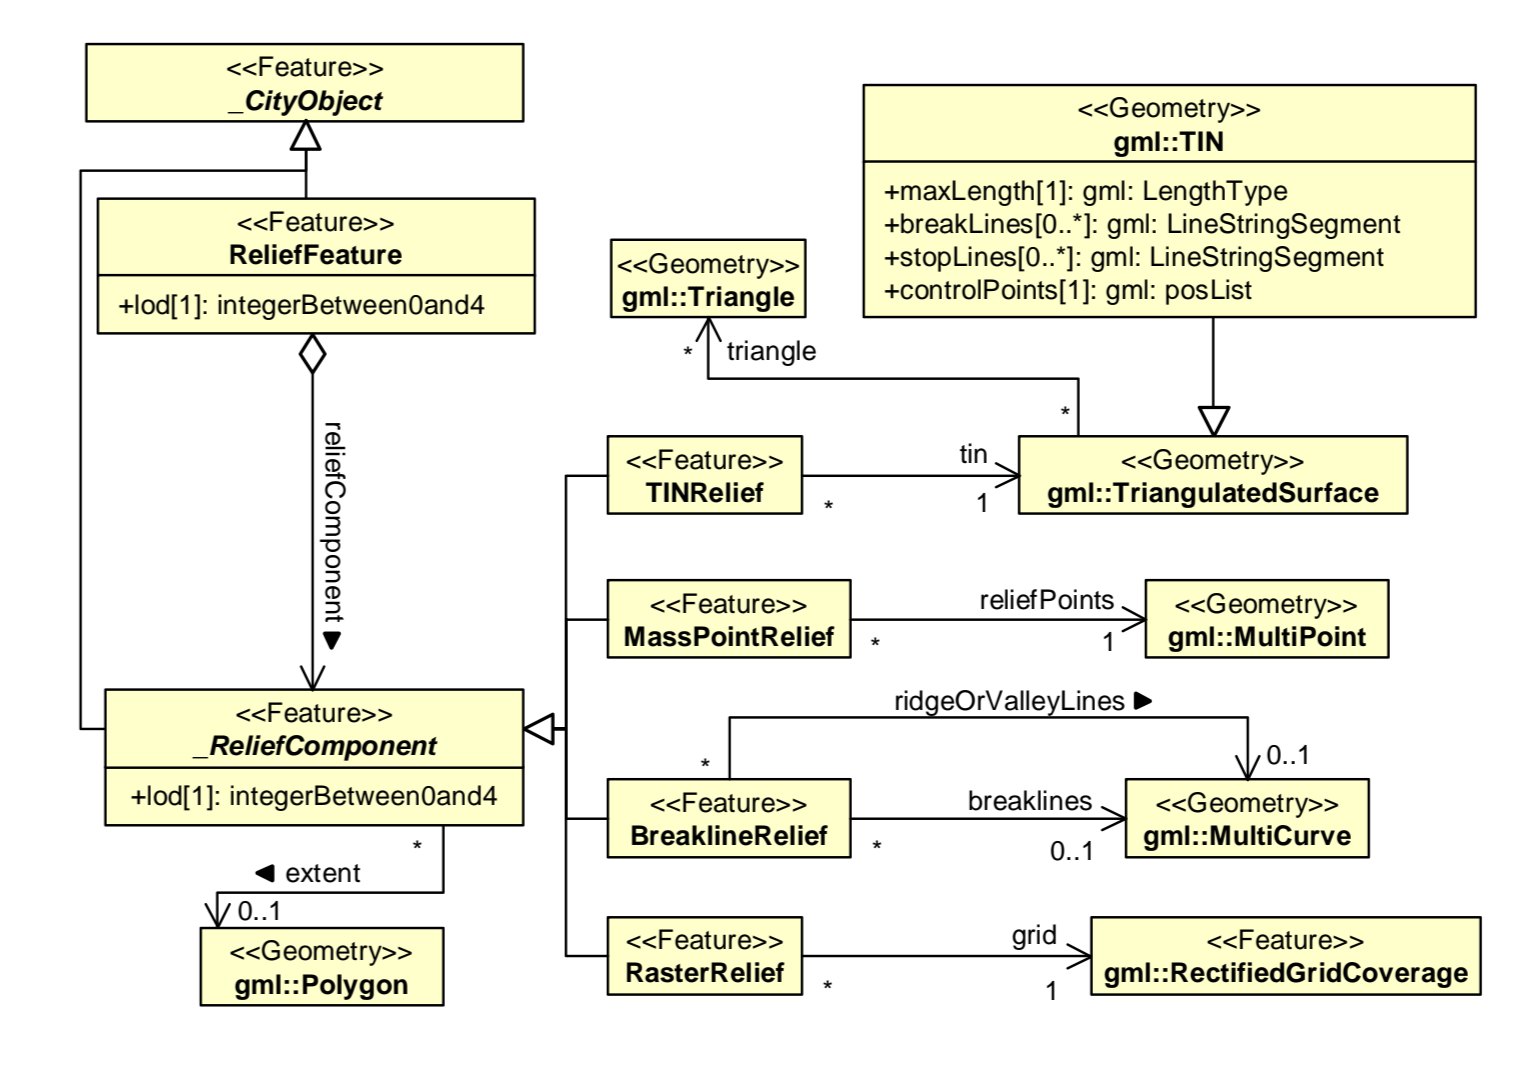 <<Feature>>
_CityObject
<<Feature>>
ReliefFeature
+lod[1]: integerBetween0and4
reliefComponent ▼
<<Feature>>
_ReliefComponent
+lod[1]: integerBetween0and4
*
◄ extent
0..1
<<Geometry>>
gml::Polygon
<<Geometry>>
gml::TIN
+maxLength[1]: gml: LengthType
+breakLines[0..*]: gml: LineStringSegment
+stopLines[0..*]: gml: LineStringSegment
+controlPoints[1]: gml: posList
<<Geometry>>
gml::Triangle
* triangle
*
<<Feature>>
TINRelief
tin
* 1
<<Geometry>>
gml::TriangulatedSurface
<<Feature>>
MassPointRelief
reliefPoints
* 1
<<Geometry>>
gml::MultiPoint
ridgeOrValleyLines ►
* 0..1
<<Feature>>
BreaklineRelief
breaklines
* 0..1
<<Geometry>>
gml::MultiCurve
<<Feature>>
RasterRelief
grid
* 1
<<Feature>>
gml::RectifiedGridCoverage